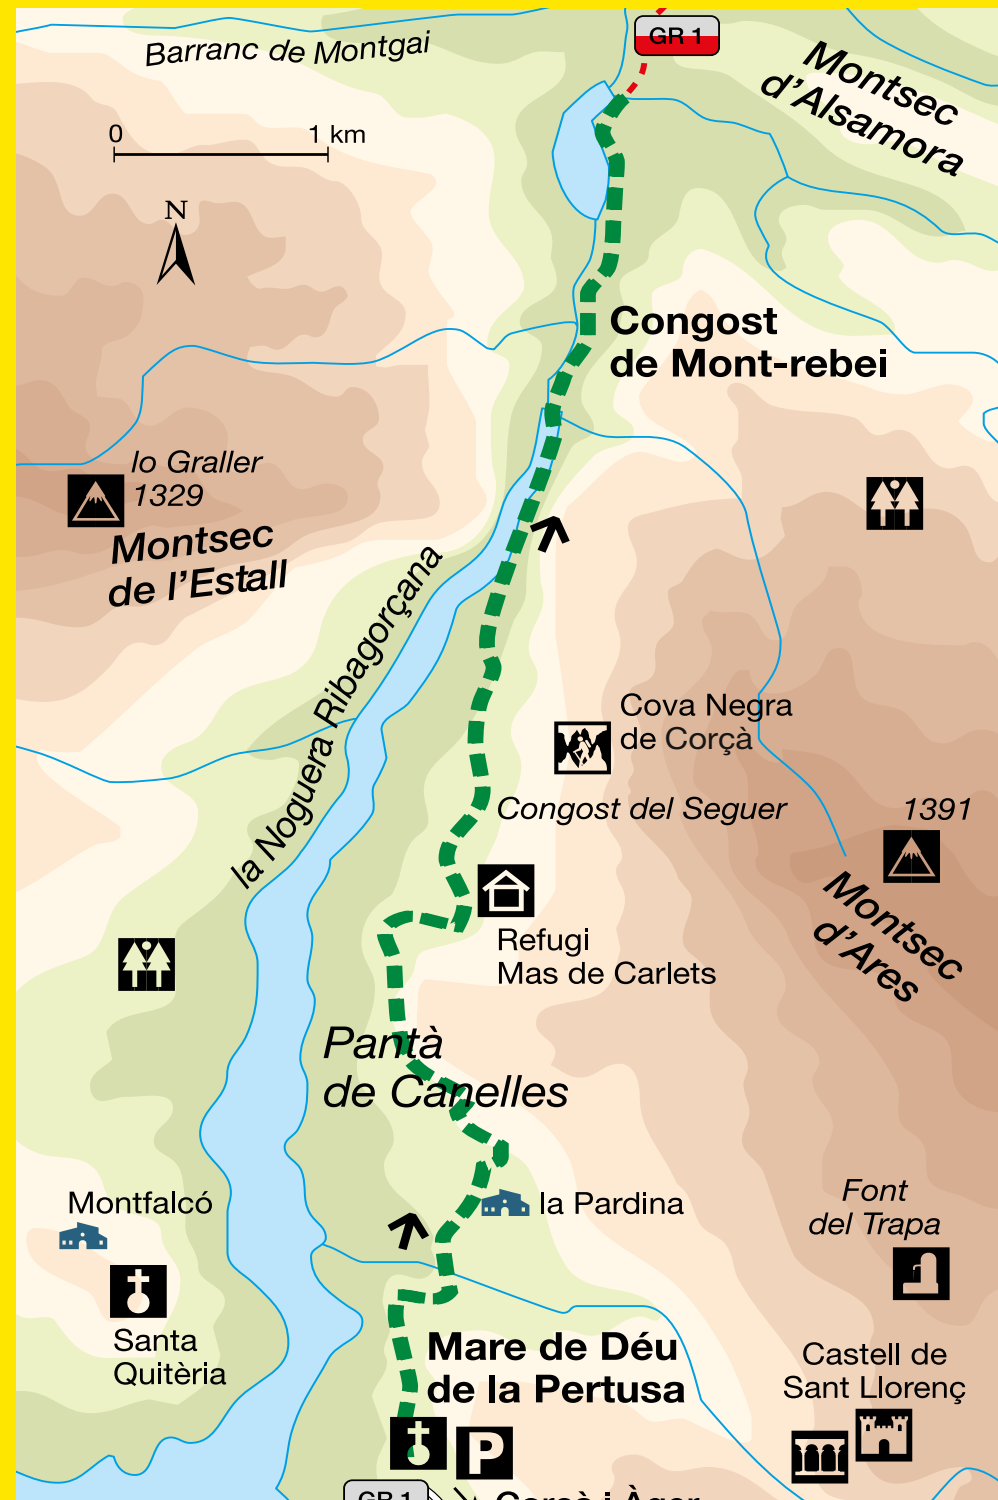 GR 1
Barranc de Montgai
Montsec
d'Alsamora
0 1 km
N
Congost
de Mont-rebei
lo Graller
1329
Montsec
de l'Estall
la Noguera Ribagorçana
Cova Negra
de Corçà
Congost del Seguer
1391
Montsec
d'Ares
Refugi
Mas de Carlets
Pantà
de Canelles
Montfalcó
la Pardina
Font
del Trapa
Santa
Quitèria
Mare de Déu
de la Pertusa
Castell de
Sant Llorenç
P
GR 1
Corçà i Àger